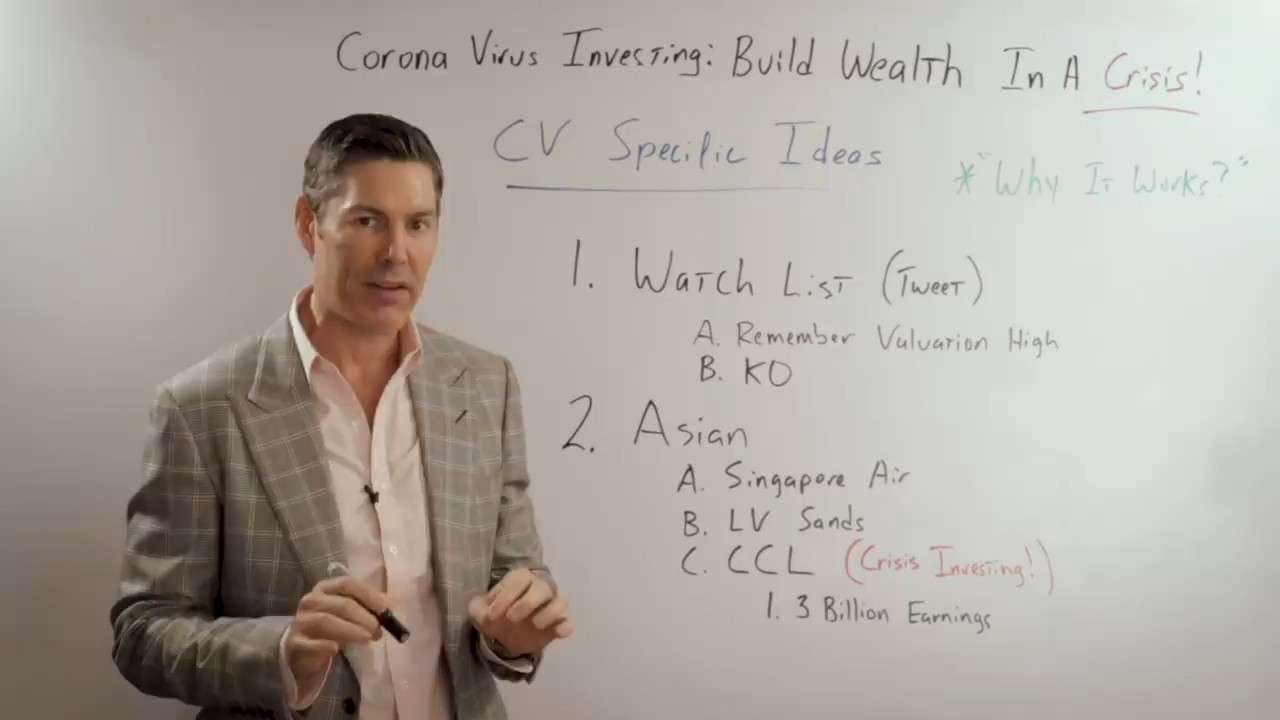 Corona Virus Investing: Build Wealth In A Crisis!
CV Specific Ideas
*"Why It Works?"
1. Watch List (Tweet)
A. Remember Valuation High
B. KO
2. Asian
A. Singapore Air
B. LV Sands
C. CCL (Crisis Investing!)
1. 3 Billion Earnings